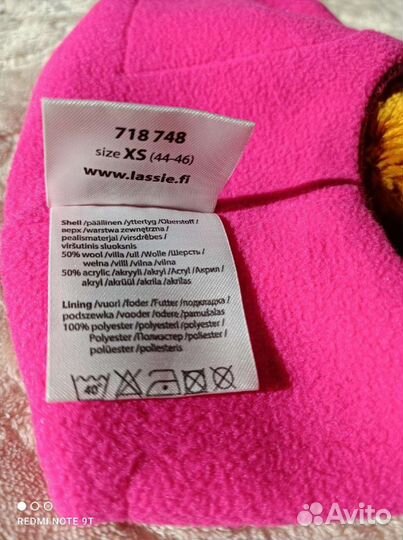 718 748
size XS (44-46)
www.lassie.fi
Shell /päällinen /yttertyg /Oberstoff /
верх /warstwa zewnętrzna /
pealismaterjal /virsdrēbes /
viršutinis sluoksnis
50% wool /villa /ull /Wolle /шерсть /
wełna /vill /vilna /vilna
50% acrylic /akryyli /akryl /Acryl /Акрил /
akryl /akrüül /akrila /akrilas
Lining /vuori /foder /Futter /подкладка /
podszewka /vooder /odere /pamušalas
100% polyester /polyesteri /polyester /
Polyester /Полиэстер /poliester /
polüester /poliesteris
40°
REDMI NOTE 9T
Avito